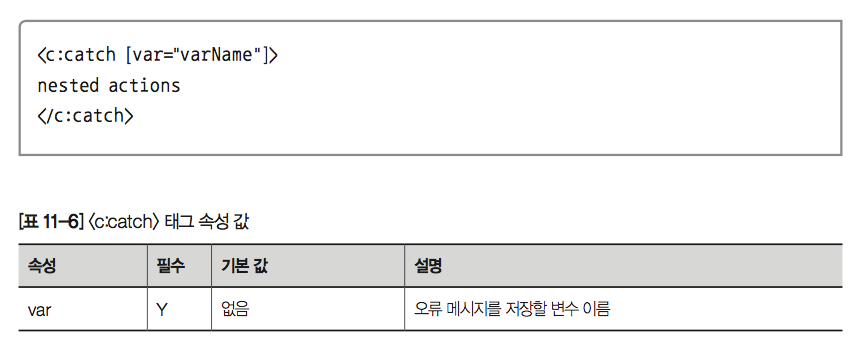 <c:catch [var="varName"]>
nested actions
</c:catch>
[표 11-6] <c:catch> 태그 속성 값
속성 필수 기본 값 설명
var Y 없음 오류 메시지를 저장할 변수 이름